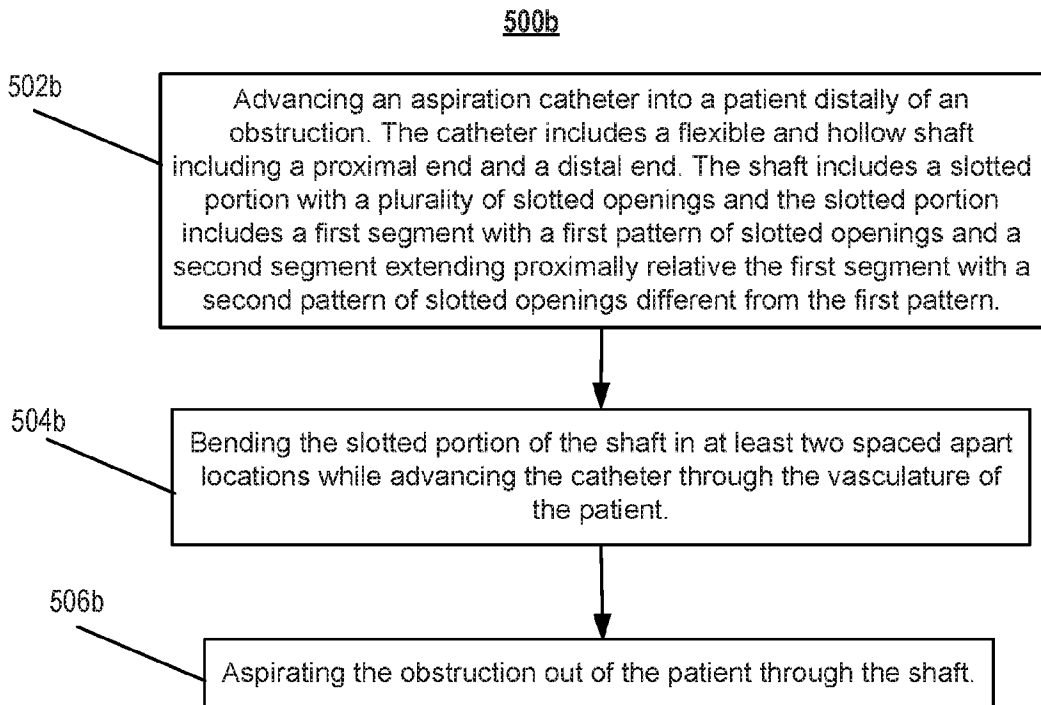 500b
502b
Advancing an aspiration catheter into a patient distally of an
obstruction. The catheter includes a flexible and hollow shaft
including a proximal end and a distal end. The shaft includes a slotted
portion with a plurality of slotted openings and the slotted portion
includes a first segment with a first pattern of slotted openings and a
second segment extending proximally relative the first segment with a
second pattern of slotted openings different from the first pattern.
504b
Bending the slotted portion of the shaft in at least two spaced apart
locations while advancing the catheter through the vasculature of
the patient.
506b
Aspirating the obstruction out of the patient through the shaft.